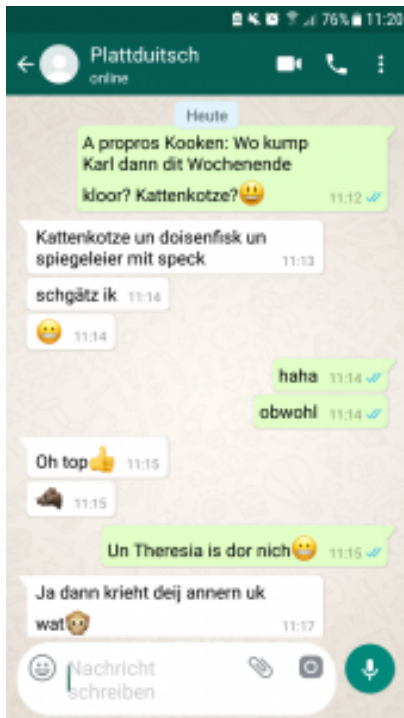 76% 11:20
Plattduitsch
online
Heute
A propros Kooken: Wo kump
Karl dann dit Wochenende
kloor? Kattenkotze?😃 11:12
Kattenkotze un doisenfisk un
spiegeleier mit speck 11:13
schgätz ik 11:14
😀 11:14
haha 11:14
obwohl 11:14
Oh top👍 11:15
11:15
Un Theresia is dor nich😀 11:15
Ja dann krieht deij annern uk
wat🐵 11:17
Nachricht
schreiben